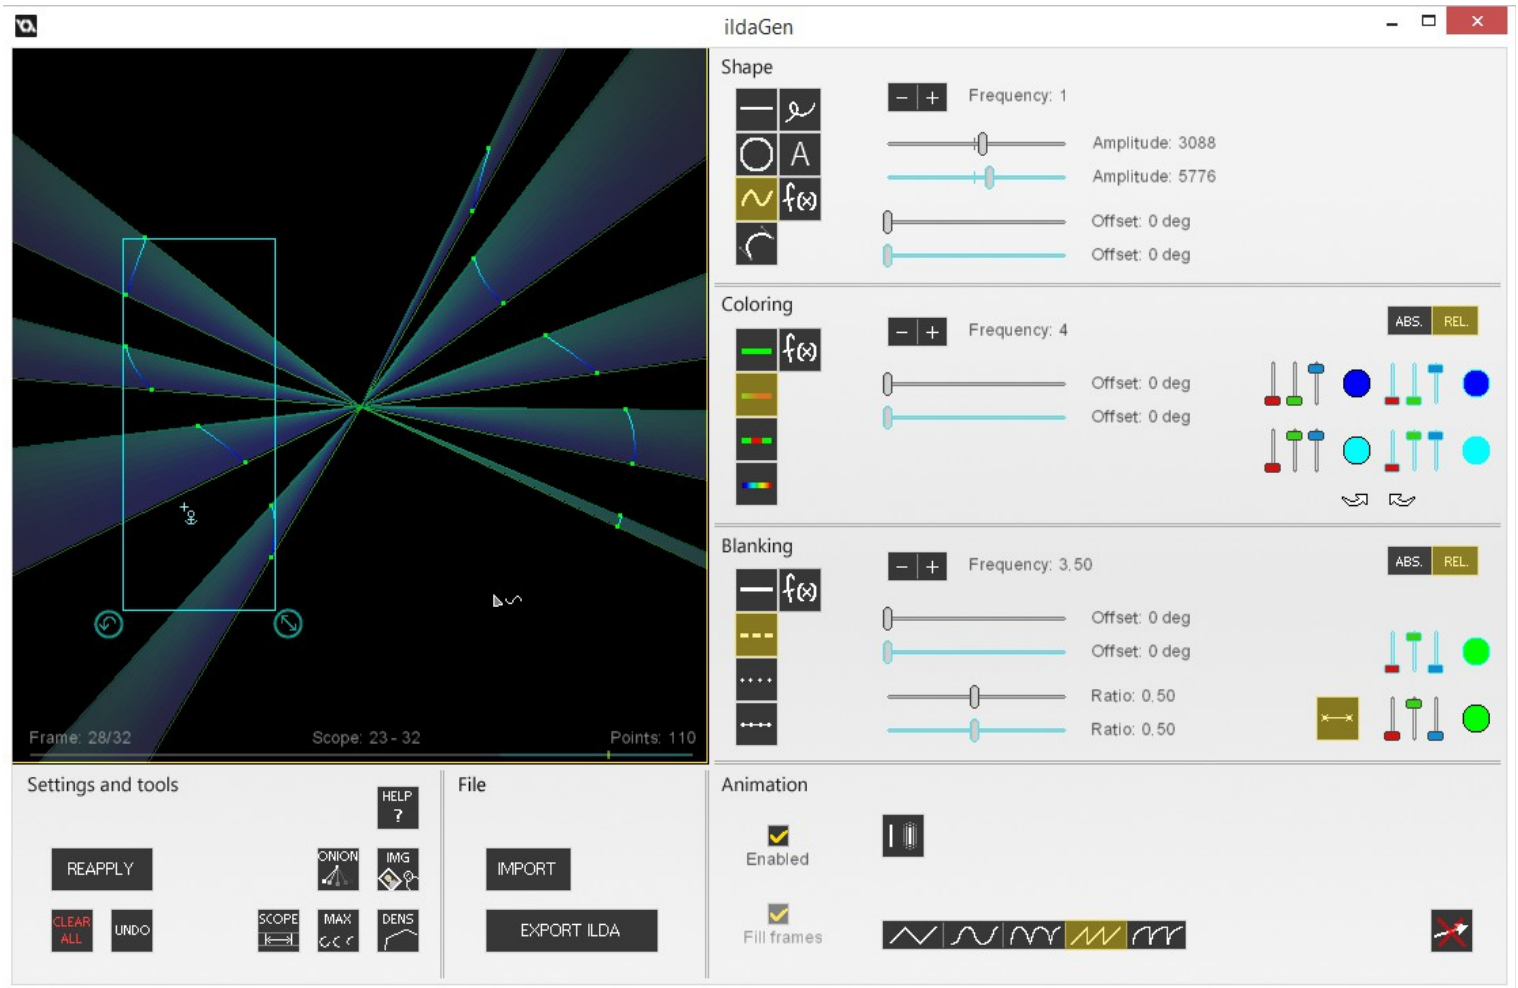 ildaGen
Shape
Frequency: 1
Amplitude: 3088
A
Amplitude: 5776
f(x)
Offset: 0 deg
Offset: 0 deg
Coloring
ABS. REL.
Frequency: 4
f(x)
Offset: 0 deg
Offset: 0 deg
Blanking
ABS. REL.
Frequency: 3.50
f(x)
Offset: 0 deg
Offset: 0 deg
Ratio: 0.50
Ratio: 0.50
Frame: 28/32 Scope: 23 - 32 Points: 110
Settings and tools
HELP
?
REAPPLY
ONION
IMG
CLEAR
ALL
UNDO
SCOPE
MAX
DENS
File
IMPORT
EXPORT ILDA
Animation
Enabled
Fill frames